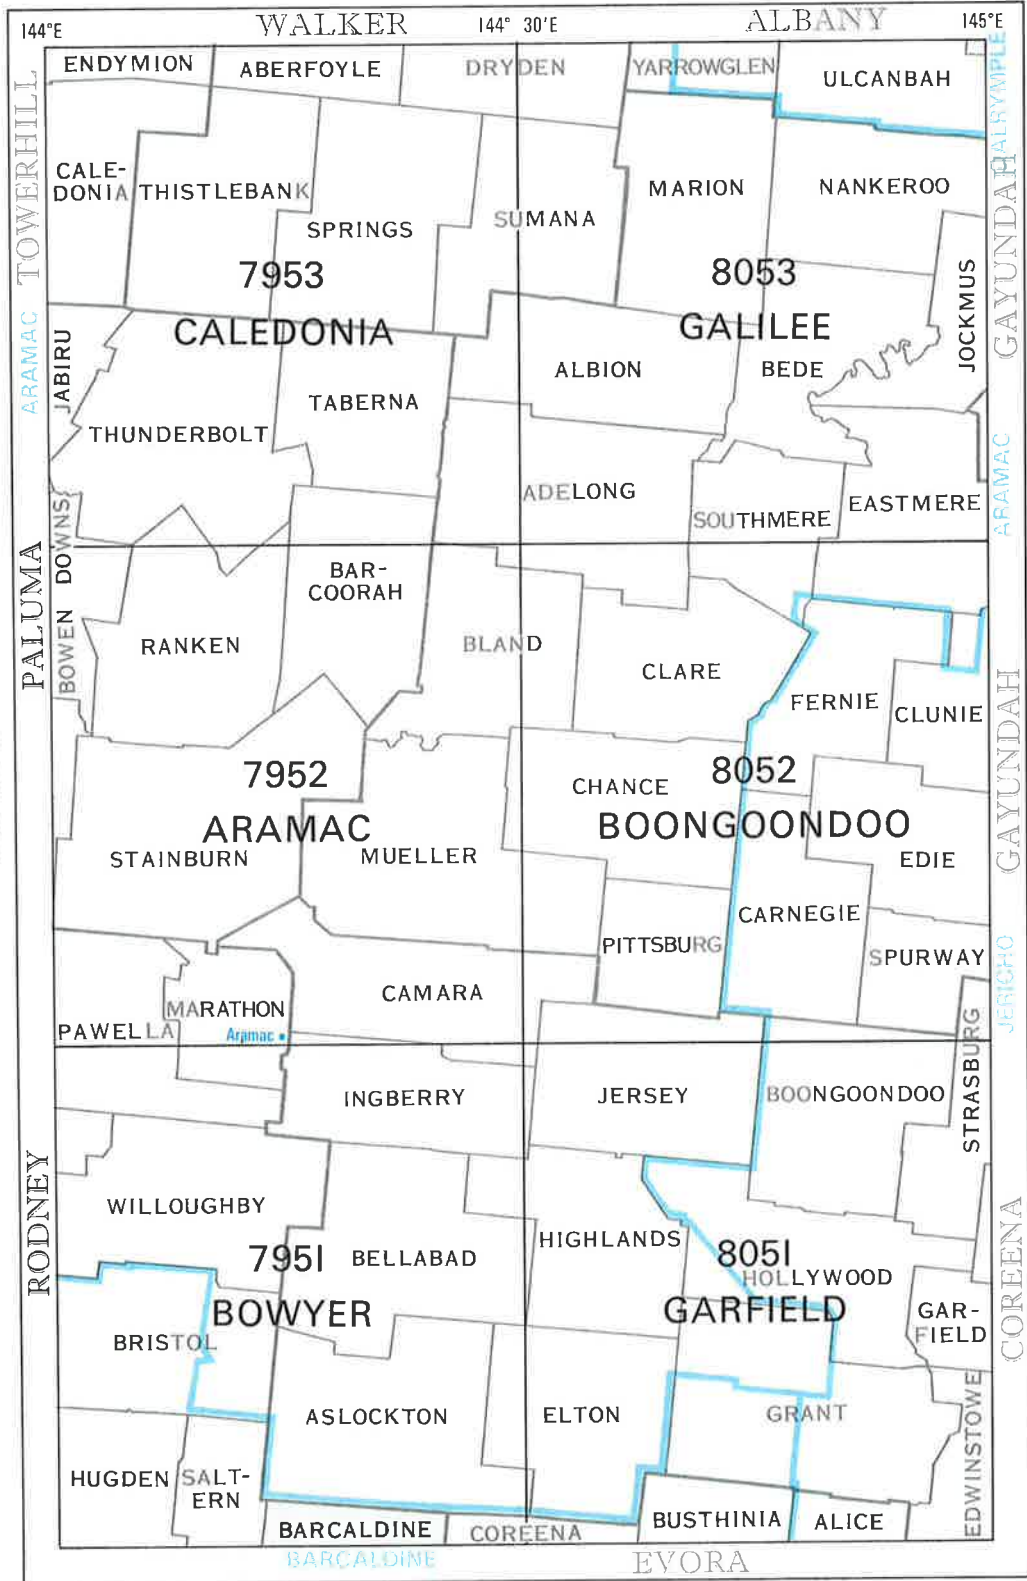 WALKER
ALBANY
144°E
144° 30'E
145°E
ENDYMION
ABERFOYLE
DRYDEN
YARROWGLEN
ULCANBAH
TOWERHILL
DALRYMPLE
CALE-
DONIA
THISTLEBANK
SPRINGS
SUMANA
MARION
NANKEROO
GAYUNDAH
7953
CALEDONIA
8053
GALILEE
JOCKMUS
ARAMAC
JABIRU
TABERNA
THUNDERBOLT
ALBION
BEDE
ADELONG
SOUTHMERE
EASTMERE
ARAMAC
PALUMA
BOWEN DOWNS
BAR-
COORAH
RANKEN
BLAND
CLARE
FERNIE
CLUNIE
GAYUNDAH
7952
ARAMAC
8052
BOONGOONDOO
CHANCE
STAINBURN
MUELLER
EDIE
CARNEGIE
PITTSBURG
SPURWAY
JERICHO
CAMARA
MARATHON
PAWELLA
Aramac
STRASBURG
INGBERRY
JERSEY
BOONGOONDOO
RODNEY
WILLOUGHBY
BELLABAD
HIGHLANDS
HOLLYWOOD
7951
BOWYER
8051
GARFIELD
GAR-
FIELD
COREENA
BRISTOL
ASLOCKTON
ELTON
GRANT
EDWINSTOWE
HUGDEN
SALT-
ERN
BARCALDINE
COREENA
BUSTHINIA
ALICE
BARCALDINE
EVORA